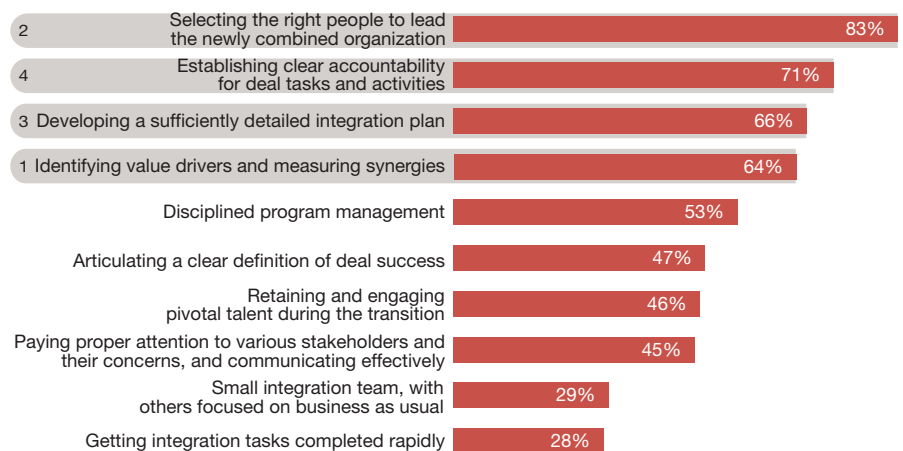 2 Selecting the right people to lead
the newly combined organization 83%
4 Establishing clear accountability
for deal tasks and activities 71%
3 Developing a sufficiently detailed integration plan 66%
1 Identifying value drivers and measuring synergies 64%
Disciplined program management 53%
Articulating a clear definition of deal success 47%
Retaining and engaging
pivotal talent during the transition 46%
Paying proper attention to various stakeholders and
their concerns, and communicating effectively 45%
Small integration team, with
others focused on business as usual 29%
Getting integration tasks completed rapidly 28%